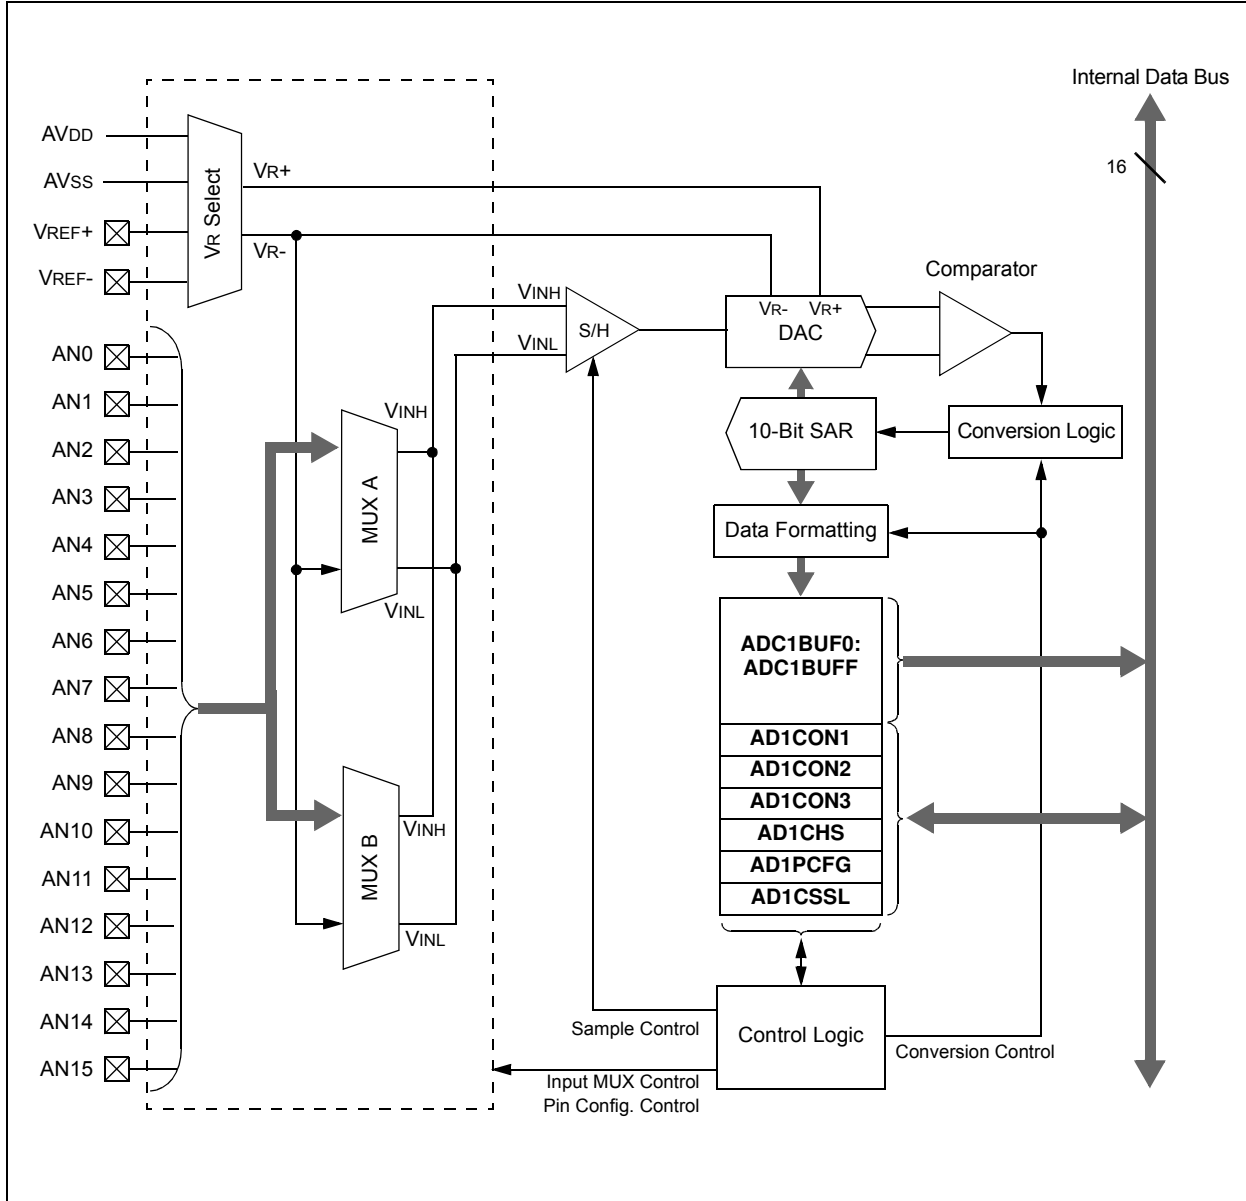 Internal Data Bus
16
AVDD
AVSS
VREF+
VREF-
VR Select
VR+
VR-
AN0
AN1
AN2
AN3
AN4
AN5
AN6
AN7
AN8
AN9
AN10
AN11
AN12
AN13
AN14
AN15
MUX A
VINH
VINL
MUX B
VINH
VINL
VINH
VINL
S/H
VR- VR+
DAC
Comparator
10-Bit SAR
Conversion Logic
Data Formatting
ADC1BUF0:
ADC1BUFF
AD1CON1
AD1CON2
AD1CON3
AD1CHS
AD1PCFG
AD1CSSL
Control Logic
Sample Control
Conversion Control
Input MUX Control
Pin Config. Control